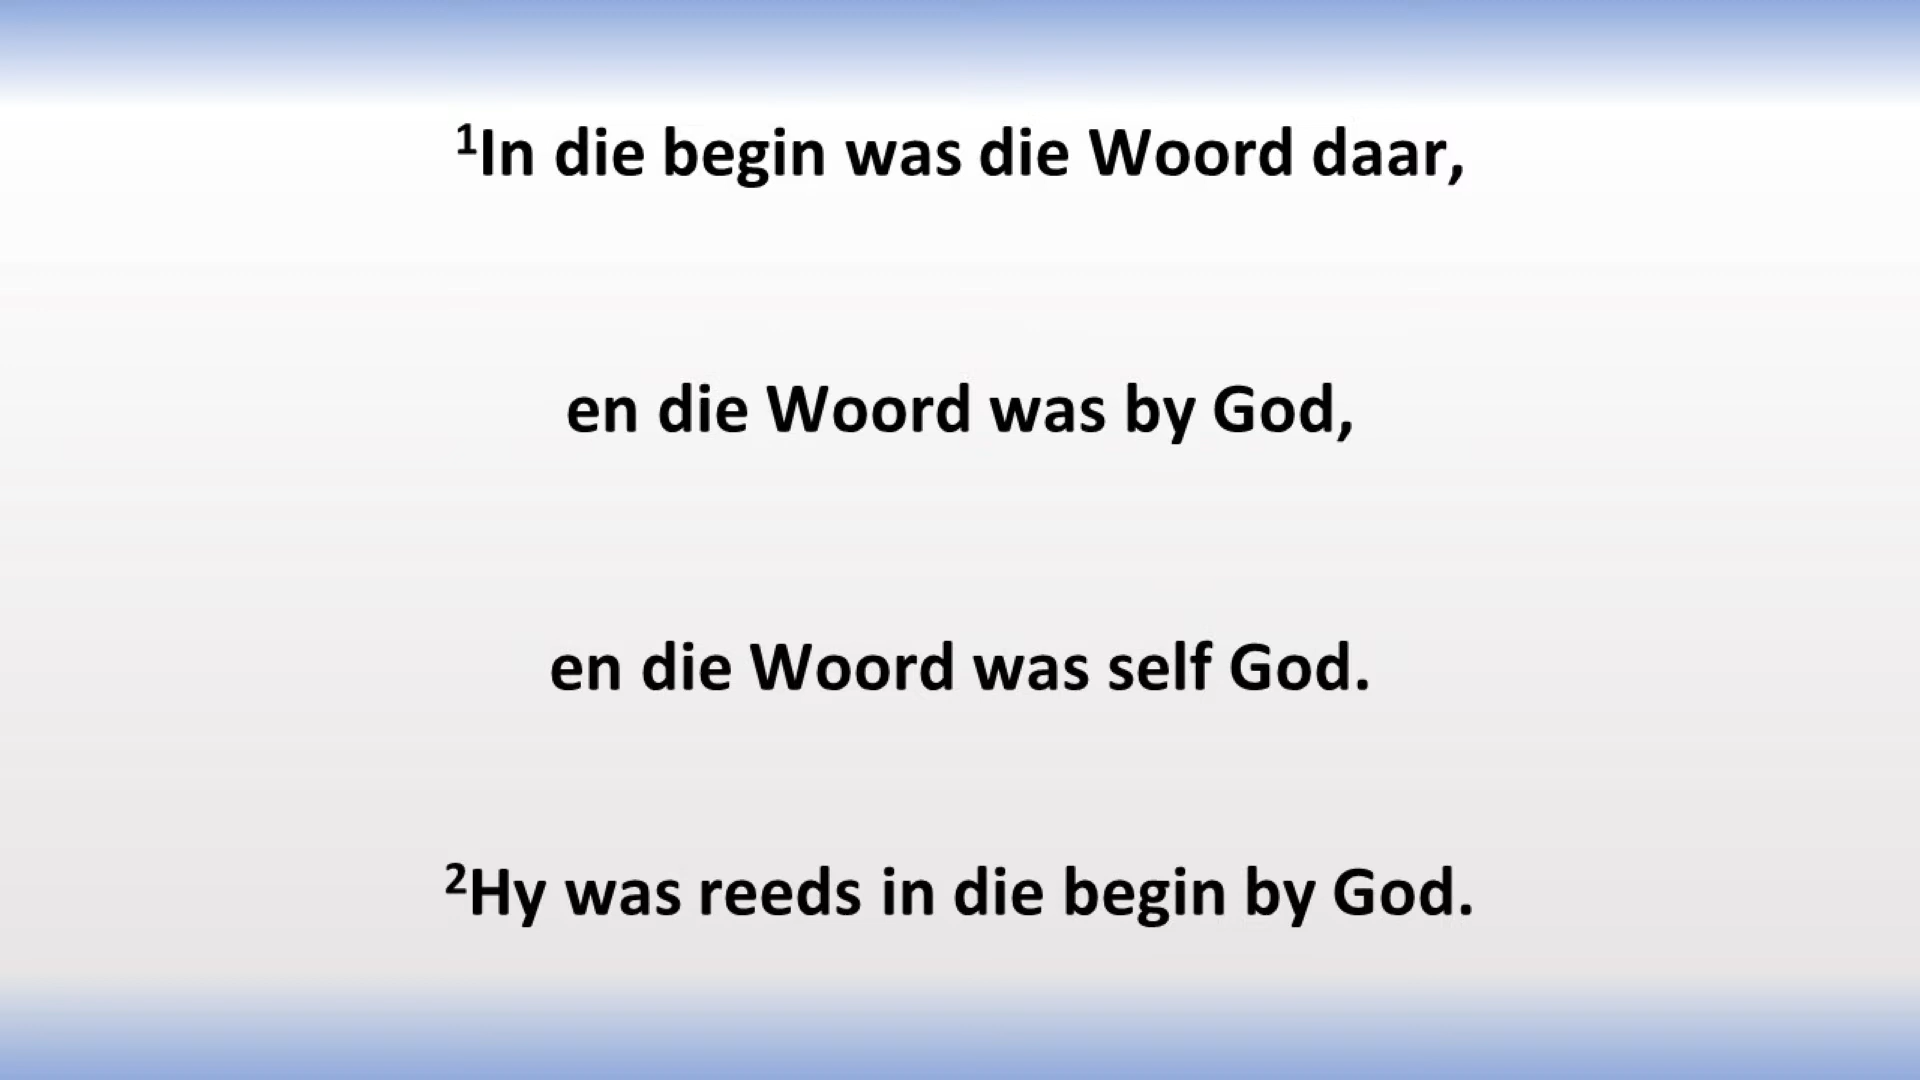 ¹In die begin was die Woord daar,
en die Woord was by God,
en die Woord was self God.
²Hy was reeds in die begin by God.